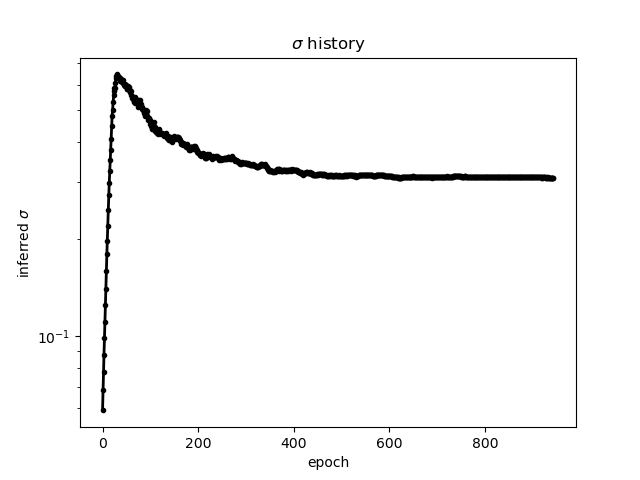 σ history
inferred σ
10⁻¹
0 200 400 600 800
epoch